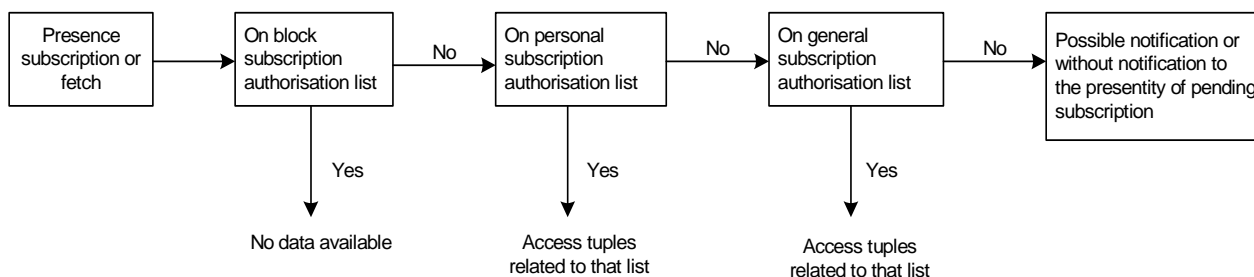 Presence
subscription or
fetch
On block
subscription
authorisation list
No
On personal
subscription
authorisation list
No
On general
subscription
authorisation list
No
Possible notification or
without notification to
the presentity of pending
subscription
Yes
Yes
Yes
No data available
Access tuples
related to that list
Access tuples
related to that list